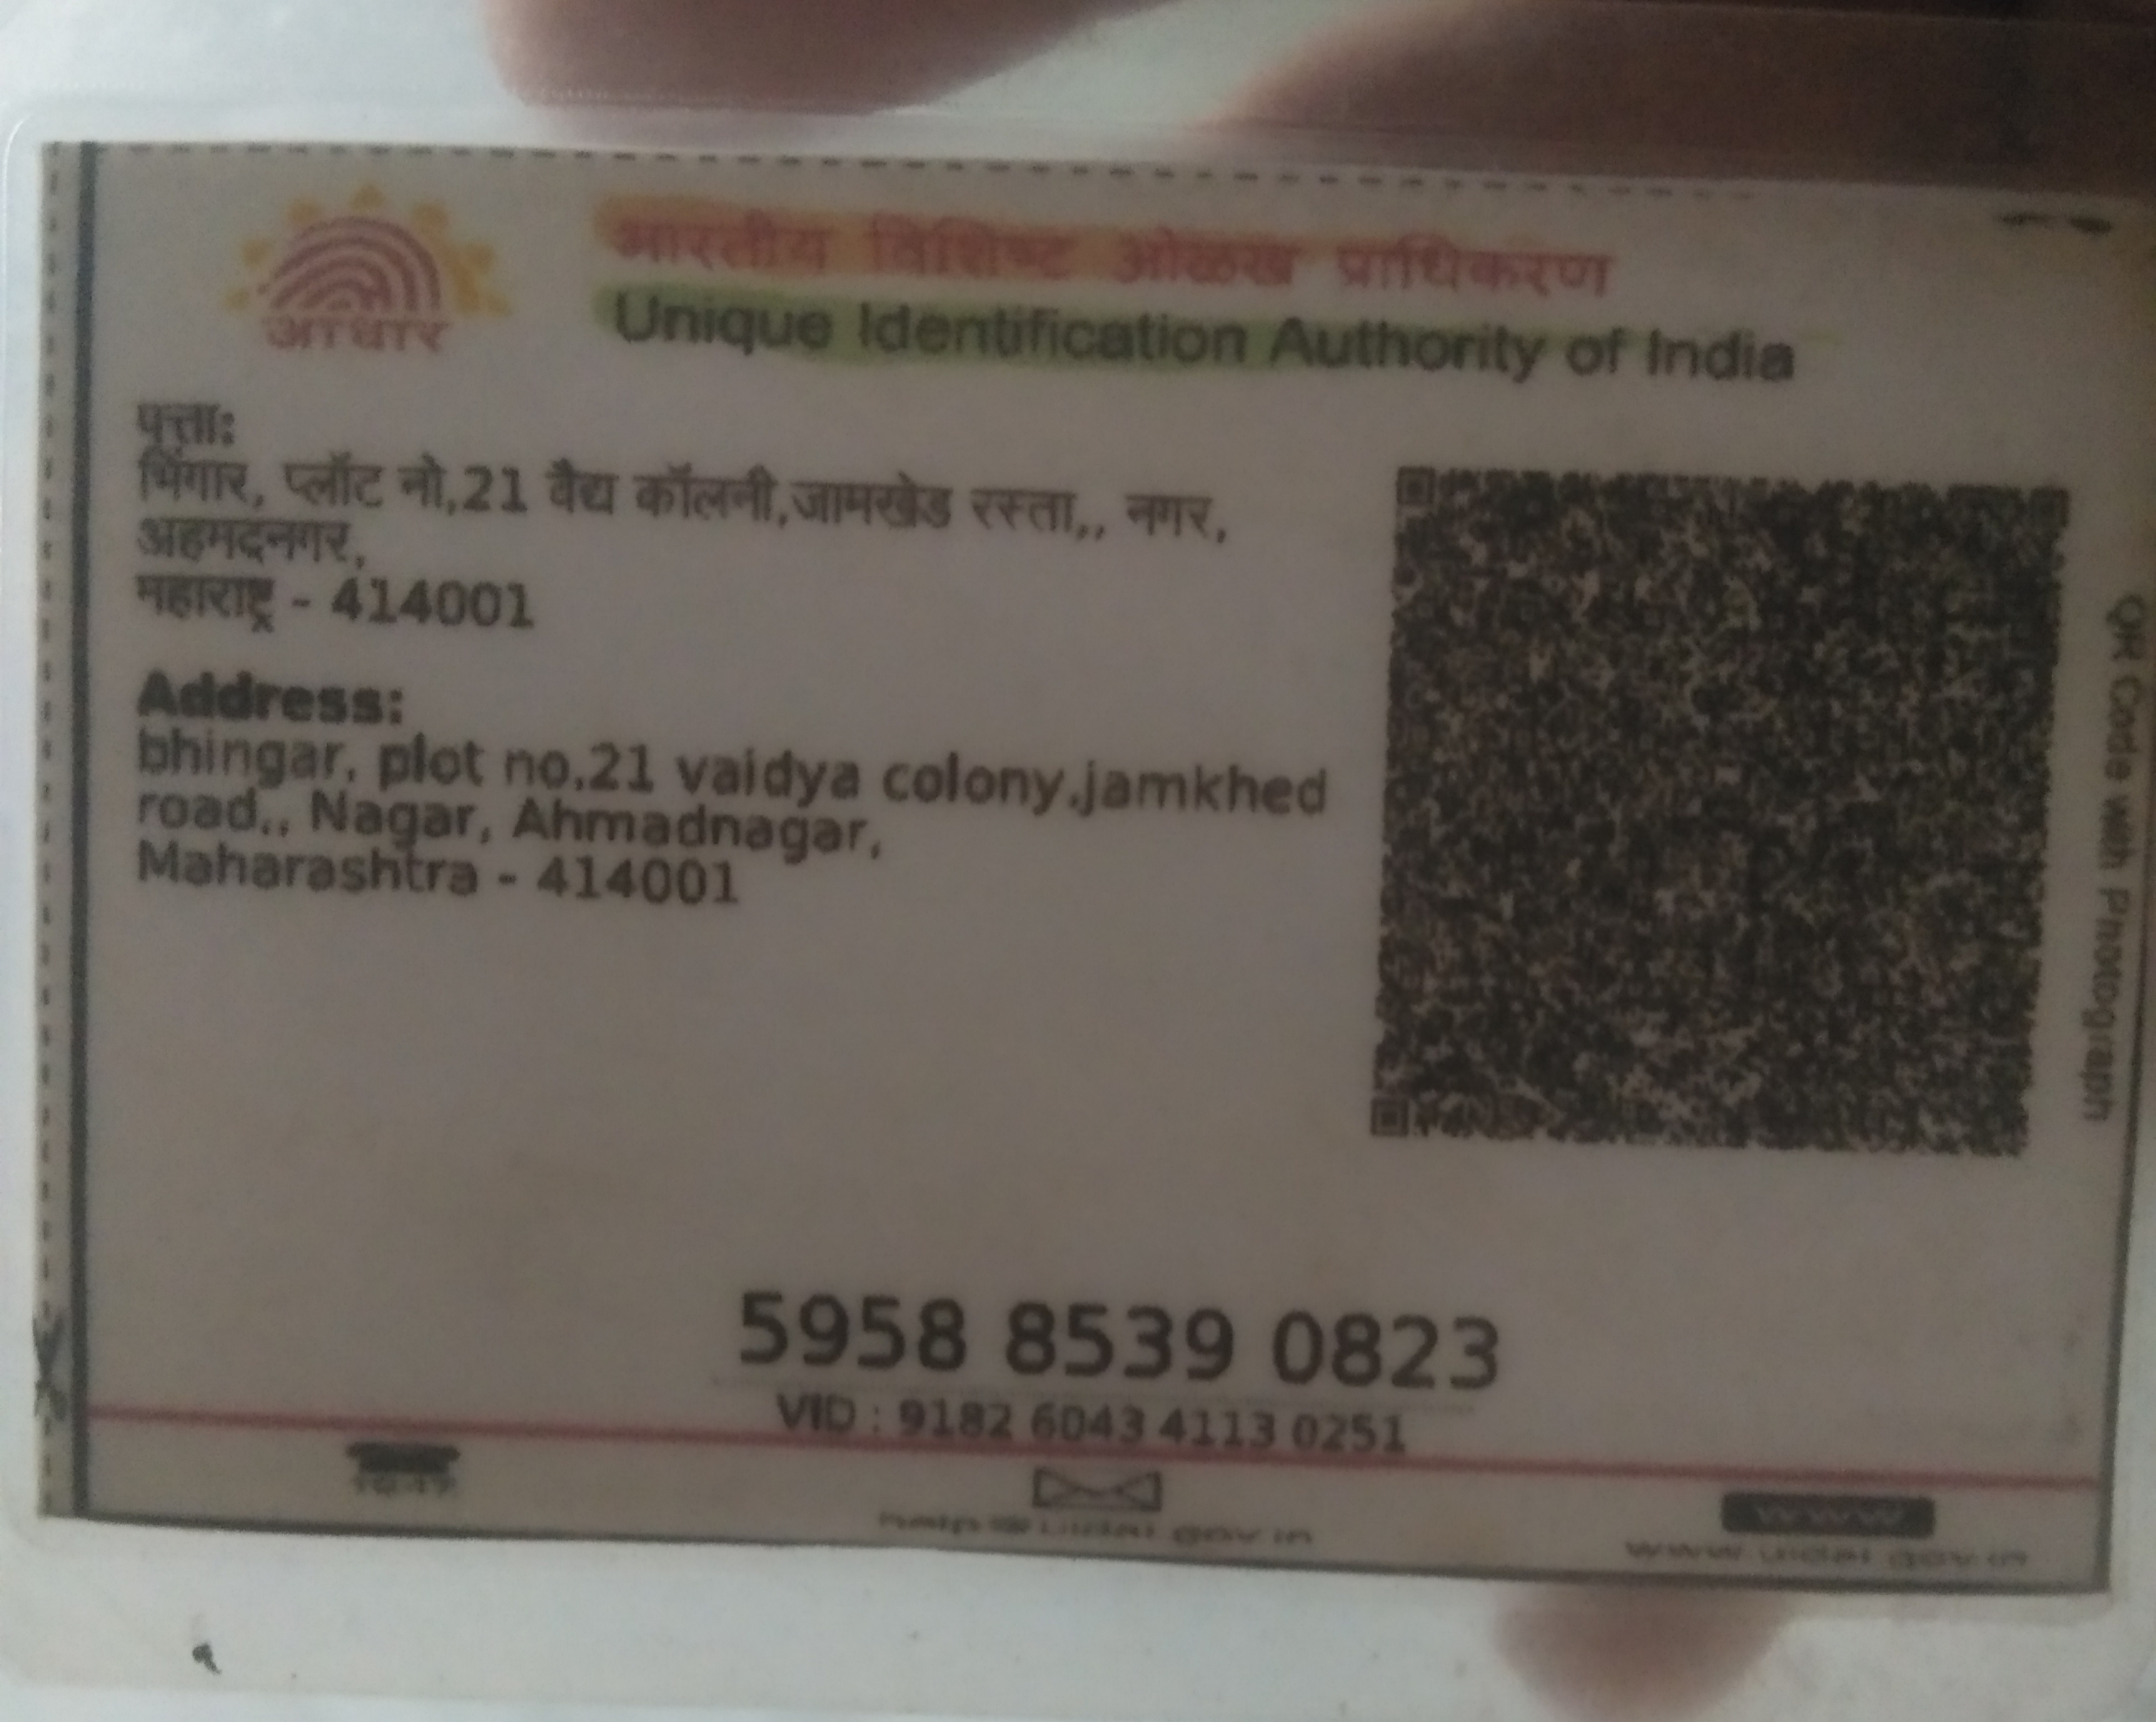 आधार
भारतीय विशिष्ट ओळख प्राधिकरण
Unique Identification Authority of India
पत्ता:
भिंगार, प्लॉट नो,21 वैद्य कॉलनी,जामखेड रस्ता,, नगर,
अहमदनगर,
महाराष्ट्र - 414001
Address:
bhingar, plot no,21 vaidya colony,jamkhed
road,, Nagar, Ahmadnagar,
Maharashtra - 414001
QR Code with Photograph
5958 8539 0823
VID : 9182 6043 4113 0251
1947
help@uidai.gov.in
www
www.uidai.gov.in